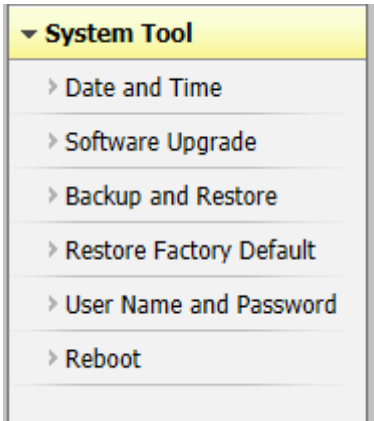 System Tool
Date and Time
Software Upgrade
Backup and Restore
Restore Factory Default
User Name and Password
Reboot